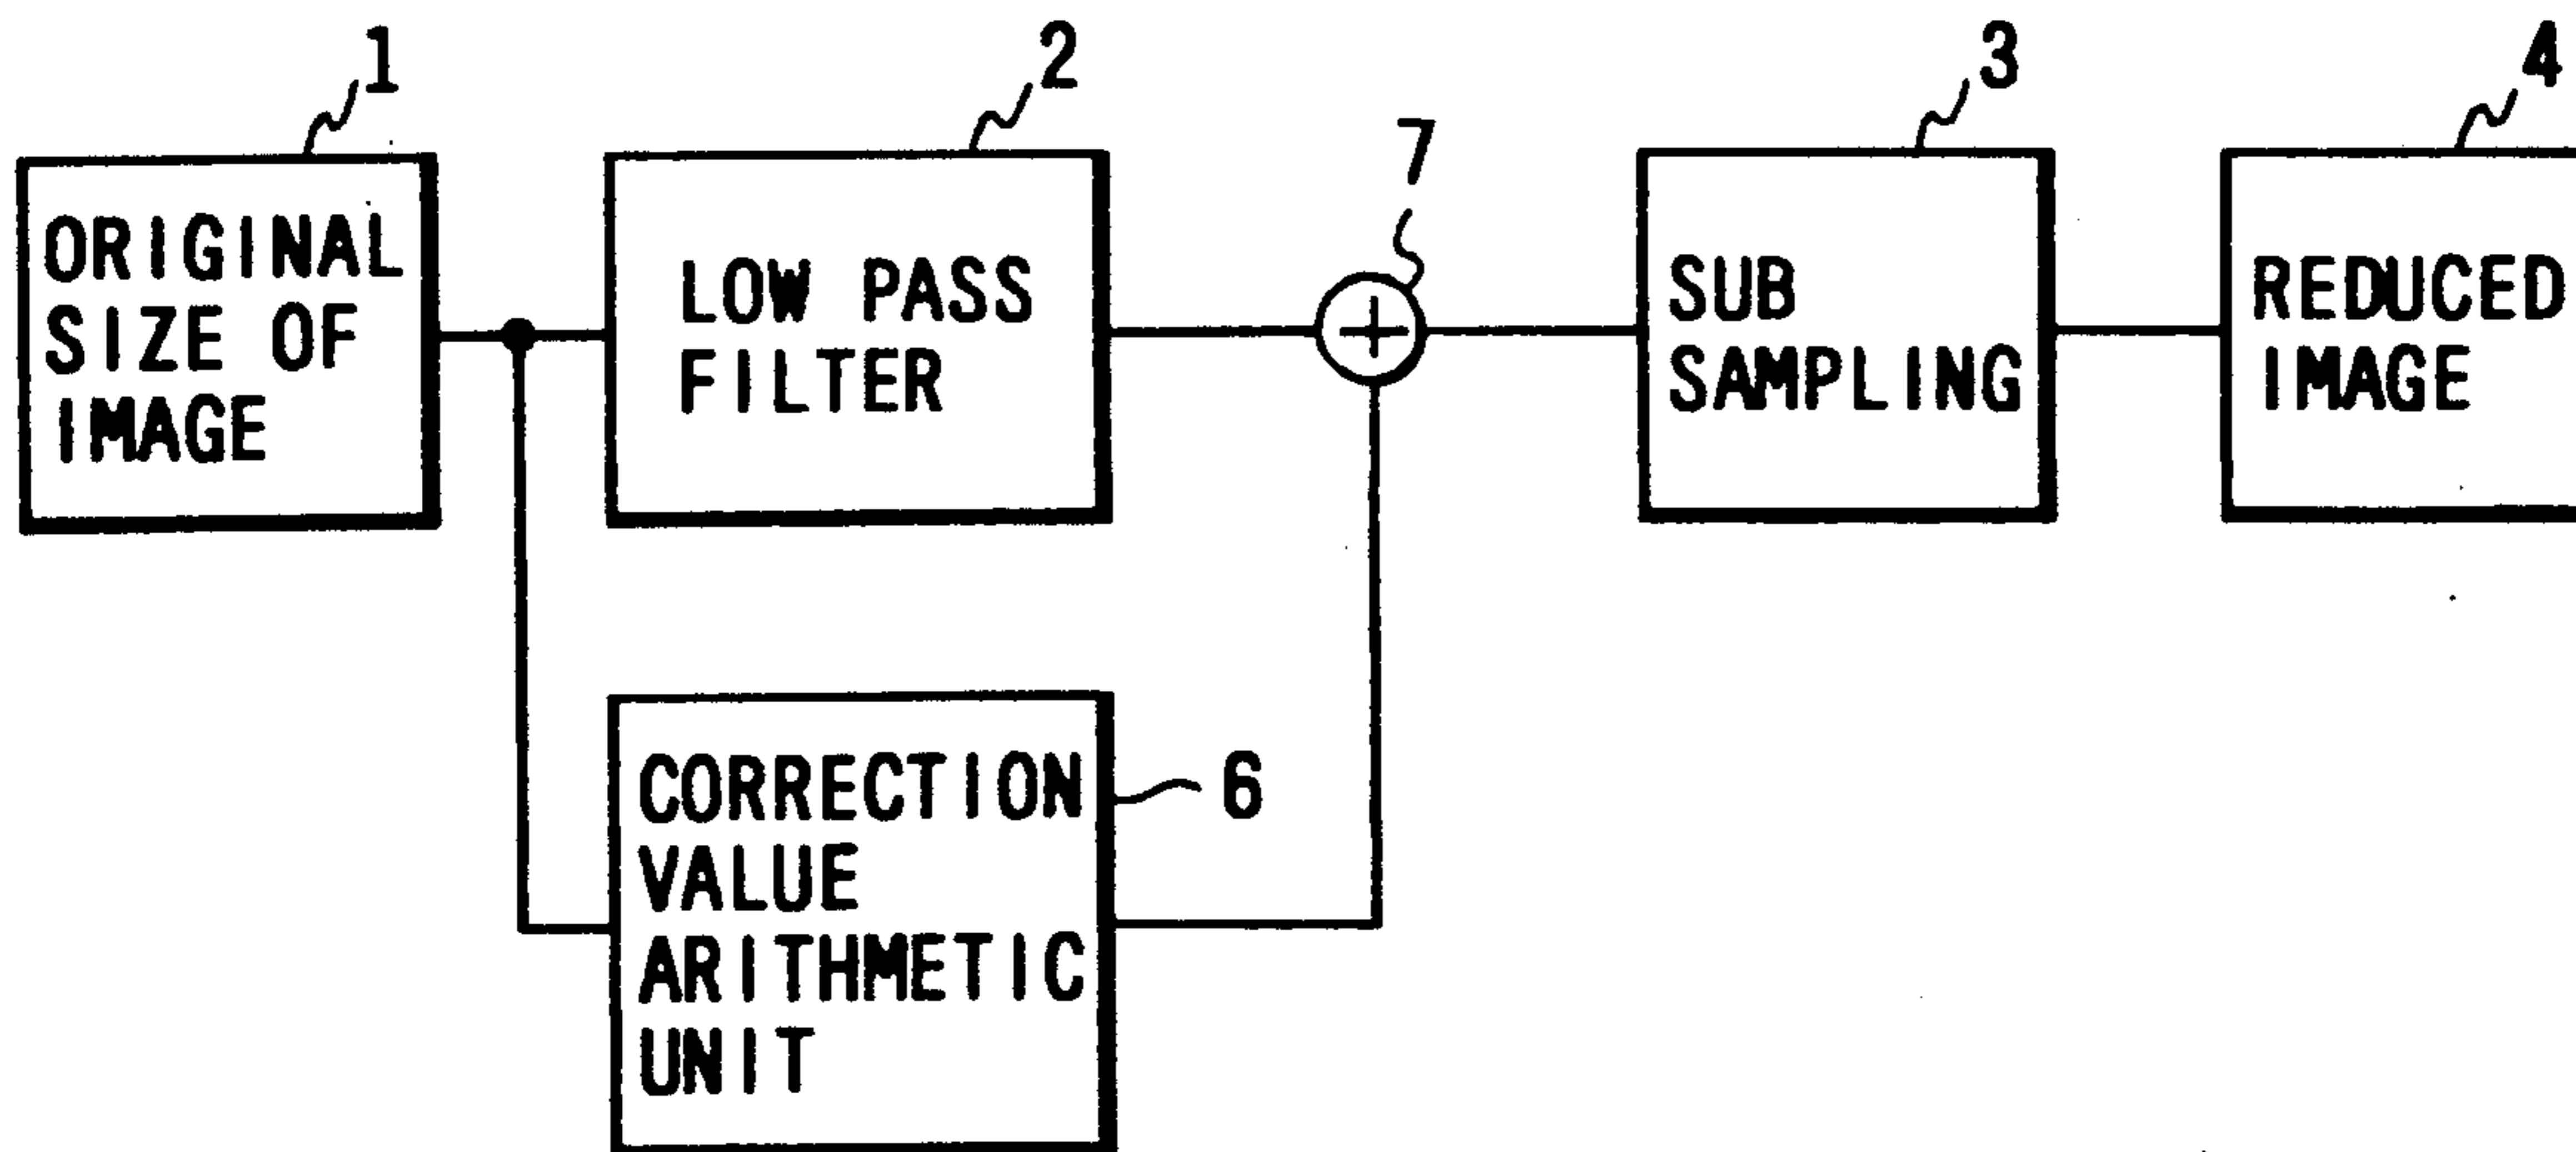 1
2
3
4
7
ORIGINAL
SIZE OF
IMAGE
LOW PASS
FILTER
+
SUB
SAMPLING
REDUCED
IMAGE
CORRECTION
VALUE
ARITHMETIC
UNIT
6